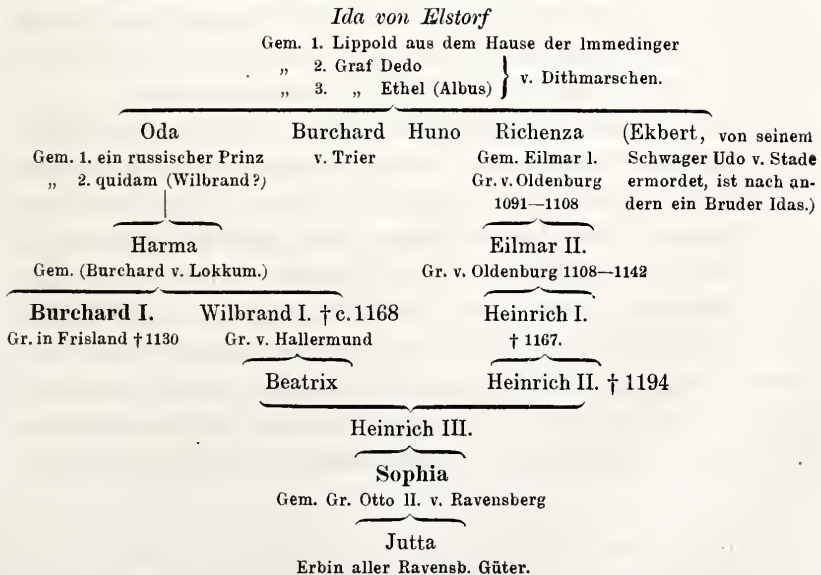 Ida von Elstorf
Gem. 1. Lippold aus dem Hause der Immedinger
„ 2. Graf Dedo
„ 3. „ Ethel (Albus)
v. Dithmarschen.
Oda
Gem. 1. ein russischer Prinz
„ 2. quidam (Wilbrand?)
Burchard
v. Trier
Huno
Richenza
Gem. Eilmar I.
Gr. v. Oldenburg
1091—1108
(Ekbert, von seinem
Schwager Udo v. Stade
ermordet, ist nach an-
dern ein Bruder Idas.)
Harma
Gem. (Burchard v. Lokkum.)
Eilmar II.
Gr. v. Oldenburg 1108—1142
Burchard I.
Gr. in Frisland † 1130
Wilbrand I. † c. 1168
Gr. v. Hallermund
Heinrich I.
† 1167.
Beatrix
Heinrich II. † 1194
Heinrich III.
Sophia
Gem. Gr. Otto II. v. Ravensberg
Jutta
Erbin aller Ravensb. Güter.